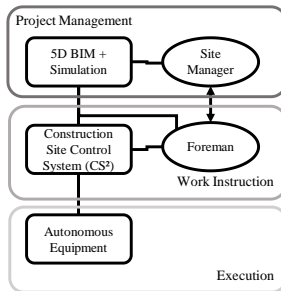 Project Management
5D BIM +
Simulation
Site
Manager
Construction
Site Control
System (CS²)
Foreman
Work Instruction
Autonomous
Equipment
Execution